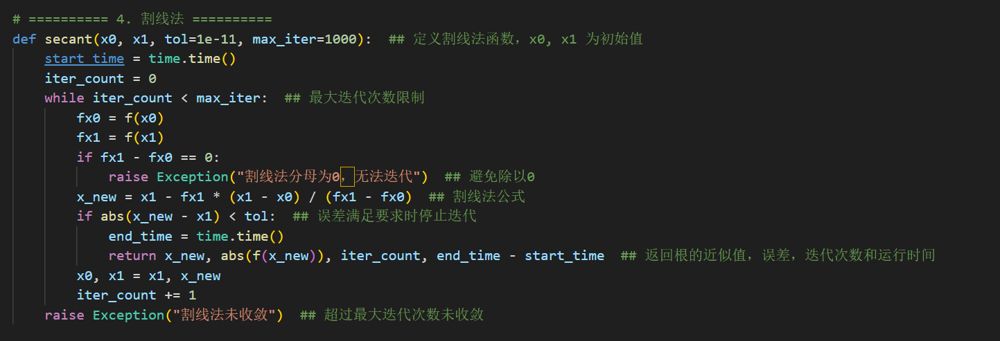 # ========== 4. 割线法 ==========
def secant(x0, x1, tol=1e-11, max_iter=1000):  ## 定义割线法函数，x0, x1 为初始值
    start_time = time.time()
    iter_count = 0
    while iter_count < max_iter:  ## 最大迭代次数限制
        fx0 = f(x0)
        fx1 = f(x1)
        if fx1 - fx0 == 0:
            raise Exception("割线法分母为0，无法迭代")  ## 避免除以0
        x_new = x1 - fx1 * (x1 - x0) / (fx1 - fx0)  ## 割线法公式
        if abs(x_new - x1) < tol:  ## 误差满足要求时停止迭代
            end_time = time.time()
            return x_new, abs(f(x_new)), iter_count, end_time - start_time  ## 返回根的近似值，误差，迭代次数和运行时间
        x0, x1 = x1, x_new
        iter_count += 1
    raise Exception("割线法未收敛")  ## 超过最大迭代次数未收敛